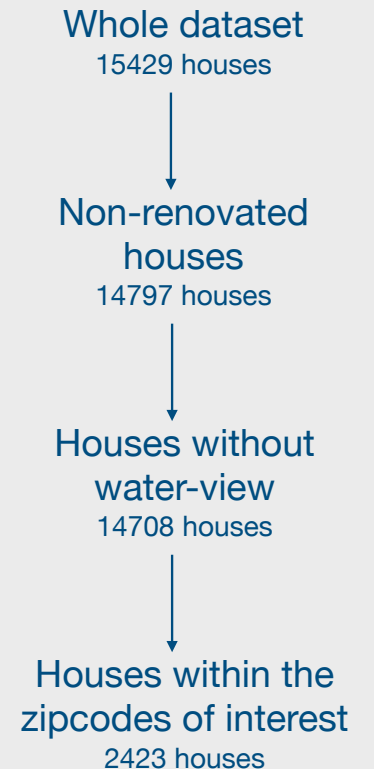 Whole dataset
15429 houses
Non-renovated
houses
14797 houses
Houses without
water-view
14708 houses
Houses within the
zipcodes of interest
2423 houses